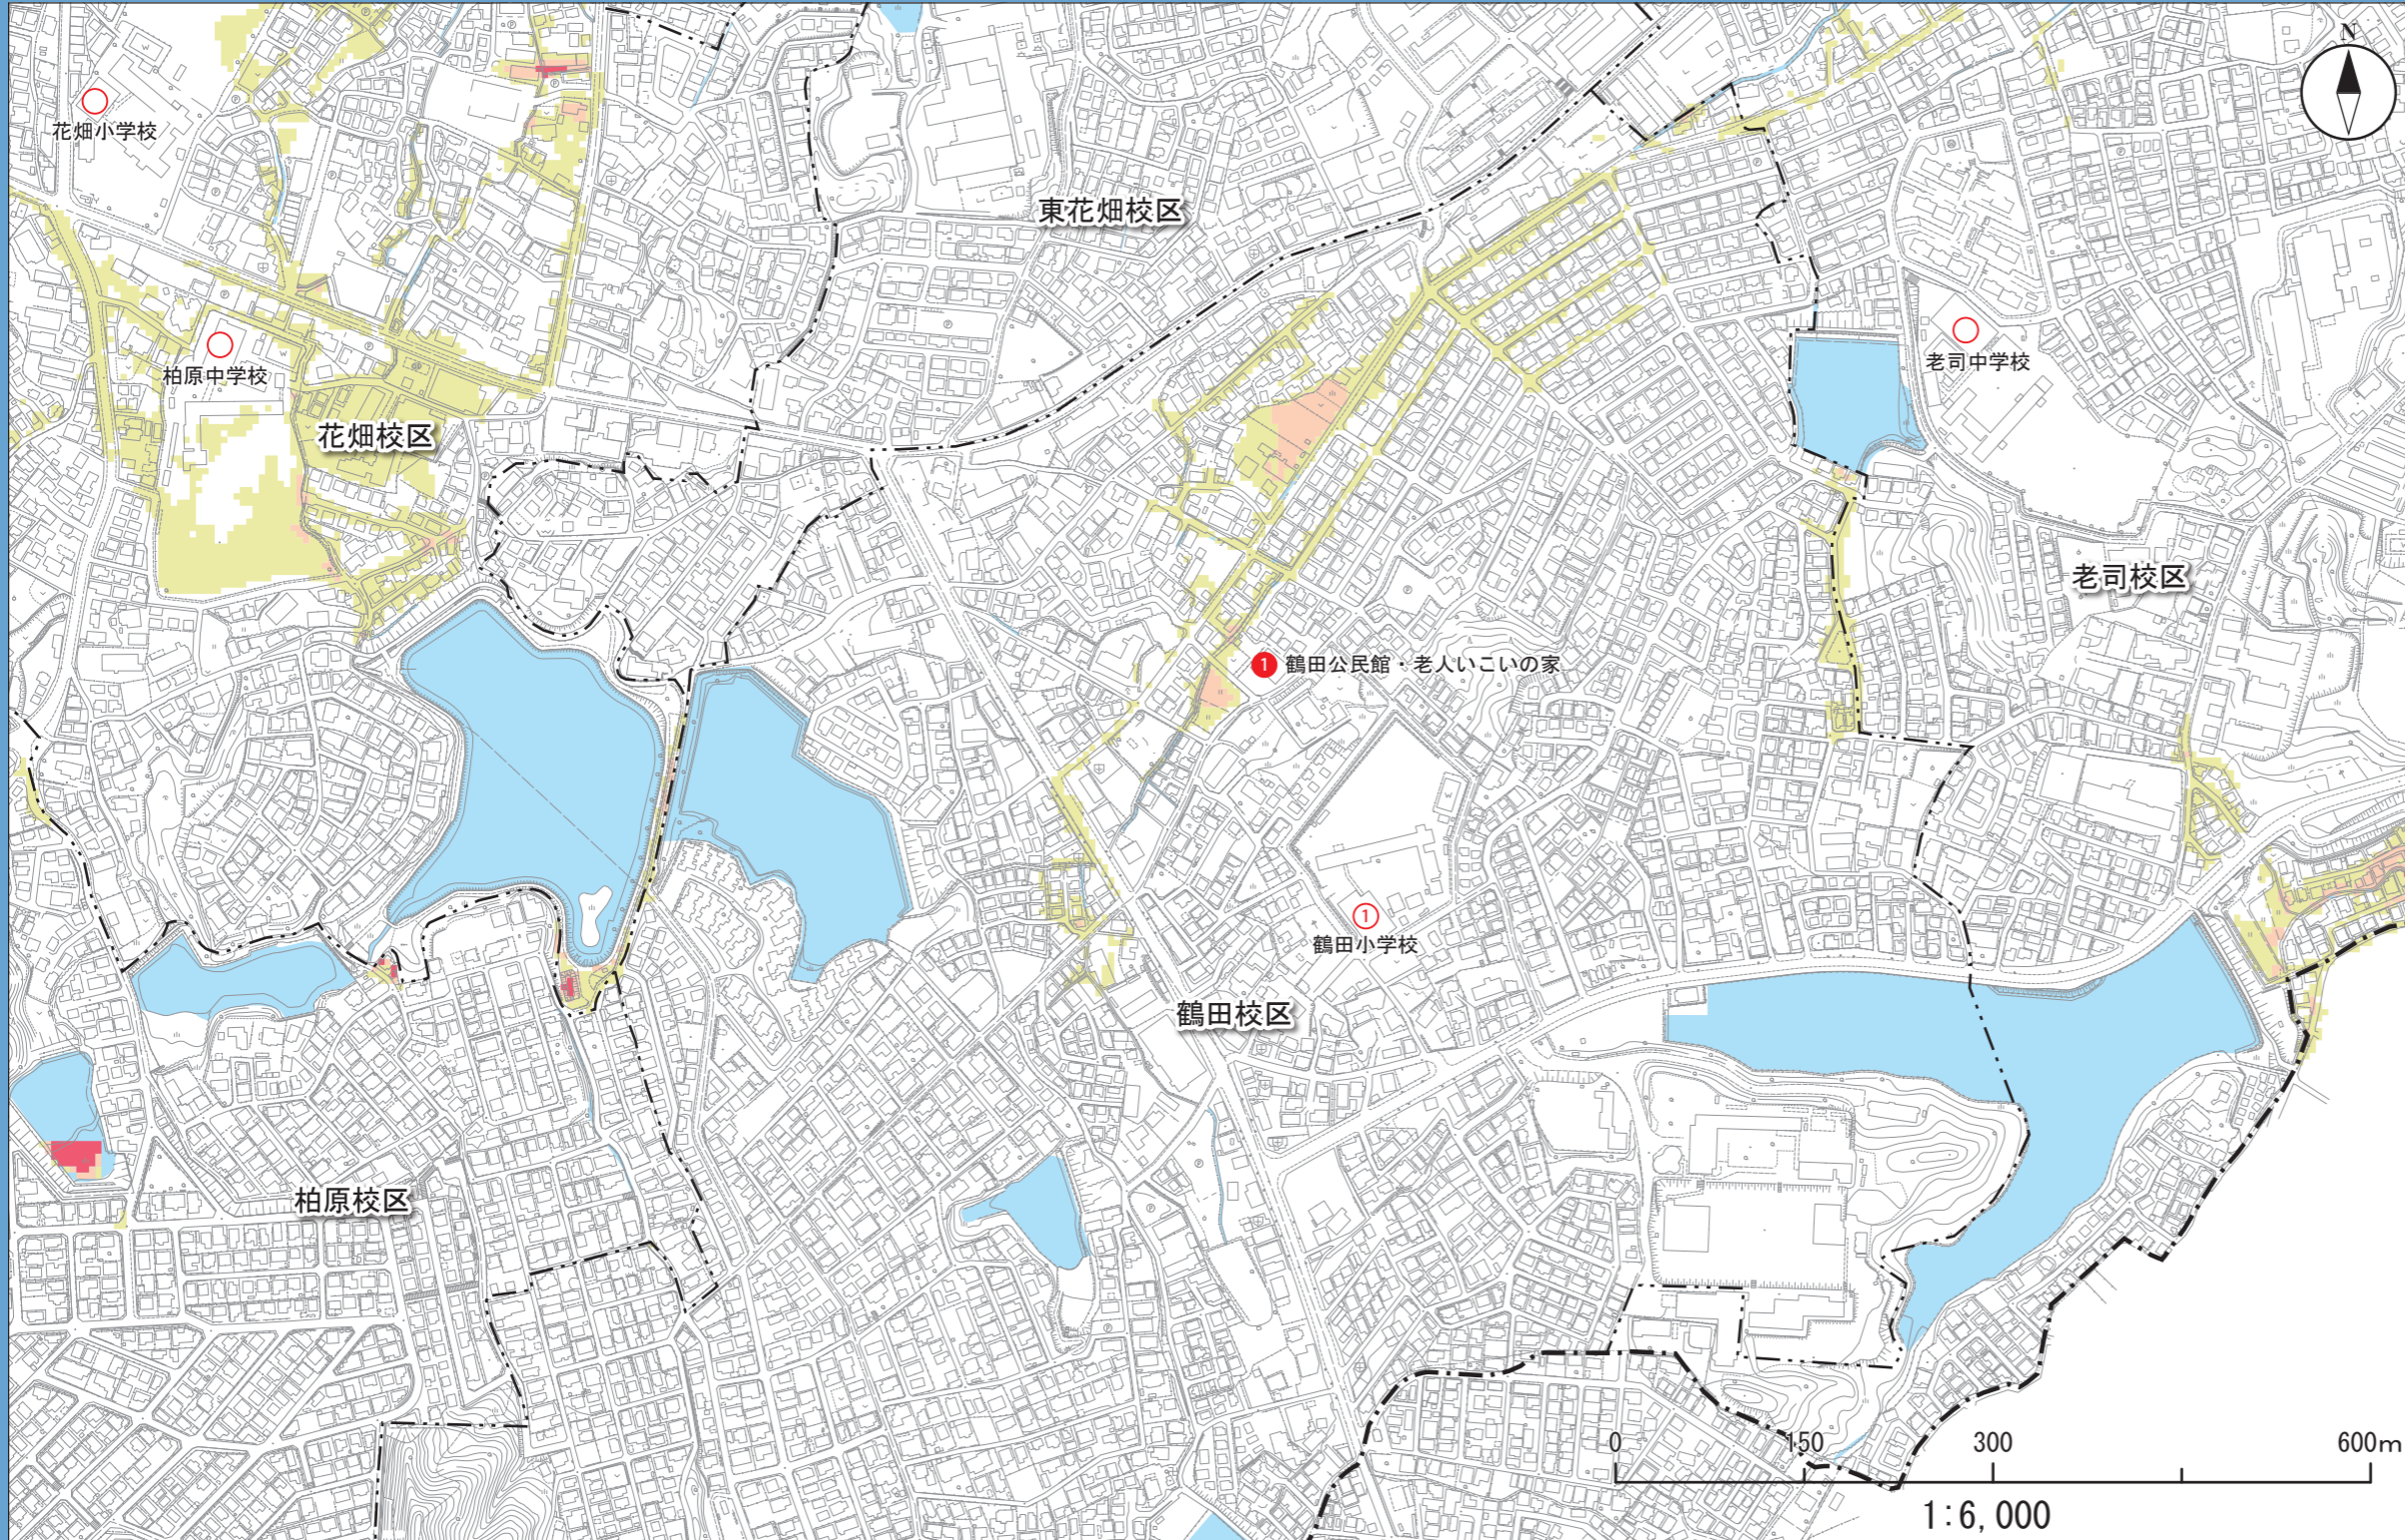 N
花畑小学校
東花畑校区
柏原中学校
老司中学校
花畑校区
老司校区
1 鶴田公民館・老人いこいの家
1
鶴田小学校
鶴田校区
柏原校区
0 150 300 600m
1:6,000